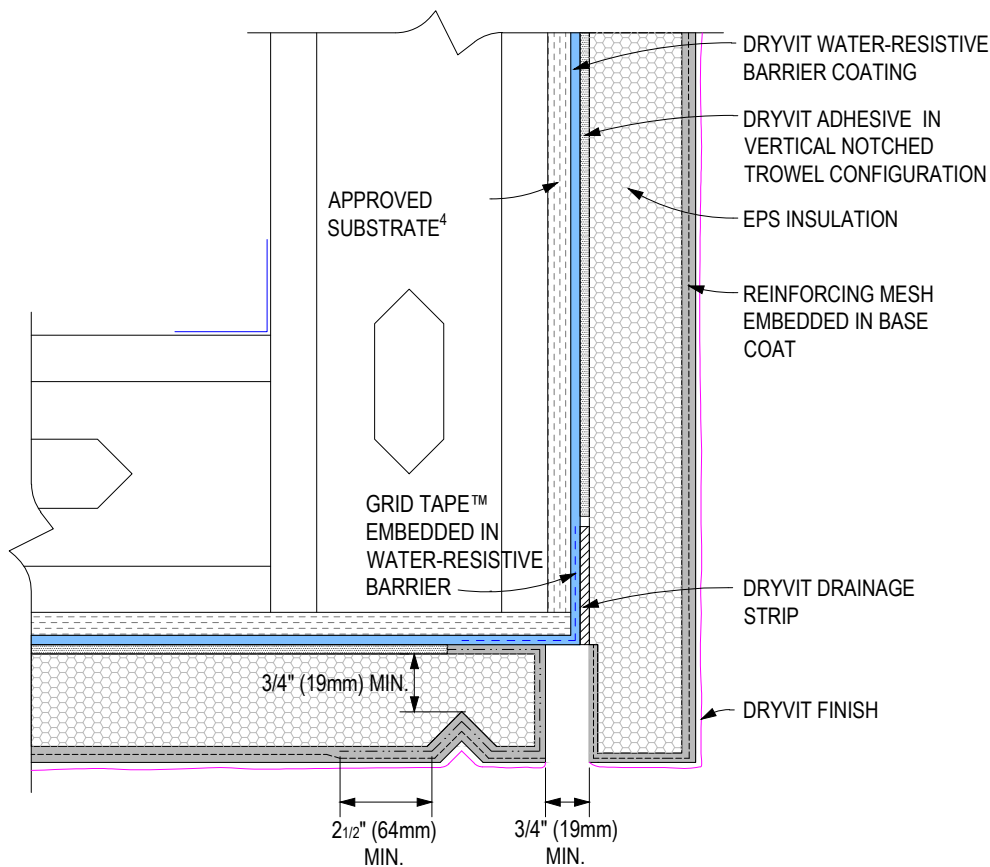 DRYVIT WATER-RESISTIVE
BARRIER COATING
DRYVIT ADHESIVE IN
VERTICAL NOTCHED
TROWEL CONFIGURATION
APPROVED
SUBSTRATE4
EPS INSULATION
REINFORCING MESH
EMBEDDED IN BASE
COAT
GRID TAPE™
EMBEDDED IN
WATER-RESISTIVE
BARRIER
DRYVIT DRAINAGE
STRIP
3/4" (19mm) MIN.
DRYVIT FINISH
21/2" (64mm)
MIN.
3/4" (19mm)
MIN.